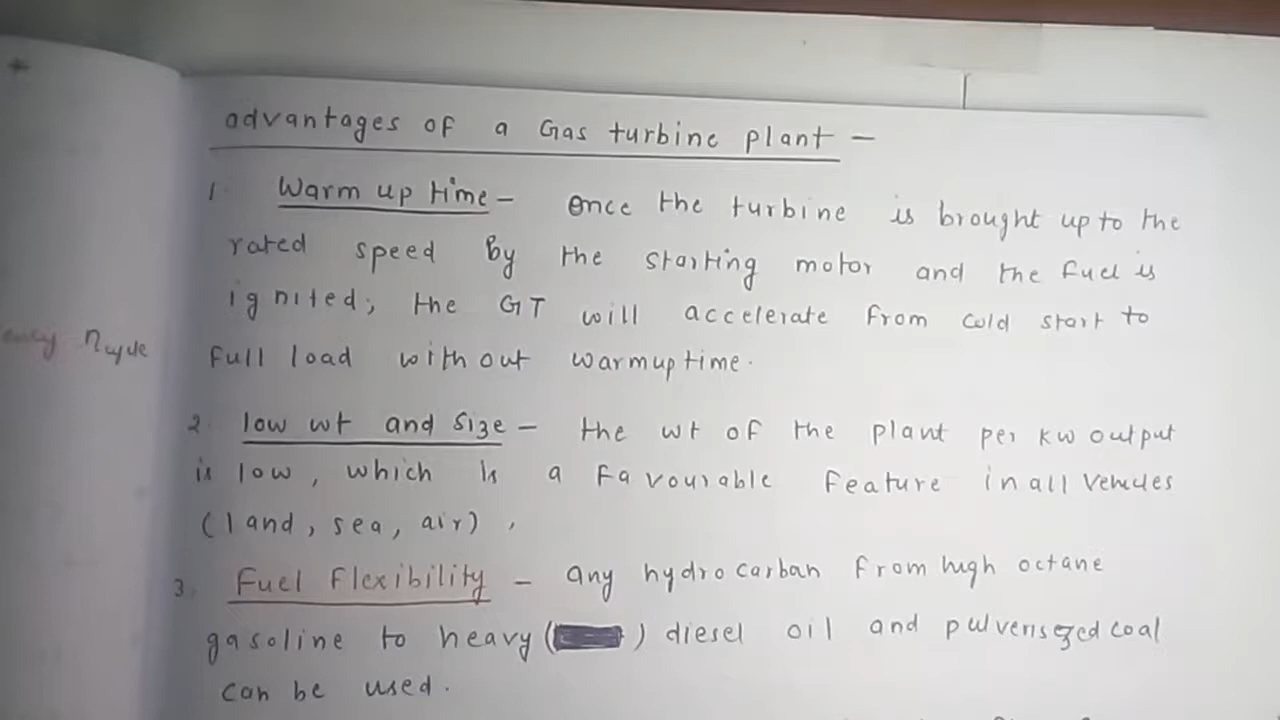 advantages of a Gas turbine plant —
1. Warm up time — once the turbine is brought up to the
rated speed by the starting motor and the fuel is
ignited, the GT will accelerate from cold start to
full load without warmup time.
ηcycle
2. low wt and size — the wt of the plant per kw output
is low, which is a favourable feature in all vehicles
(land, sea, air),
3. Fuel Flexibility — any hydrocarban from high octane
gasoline to heavy ( ) diesel oil and pulverized coal
can be used.